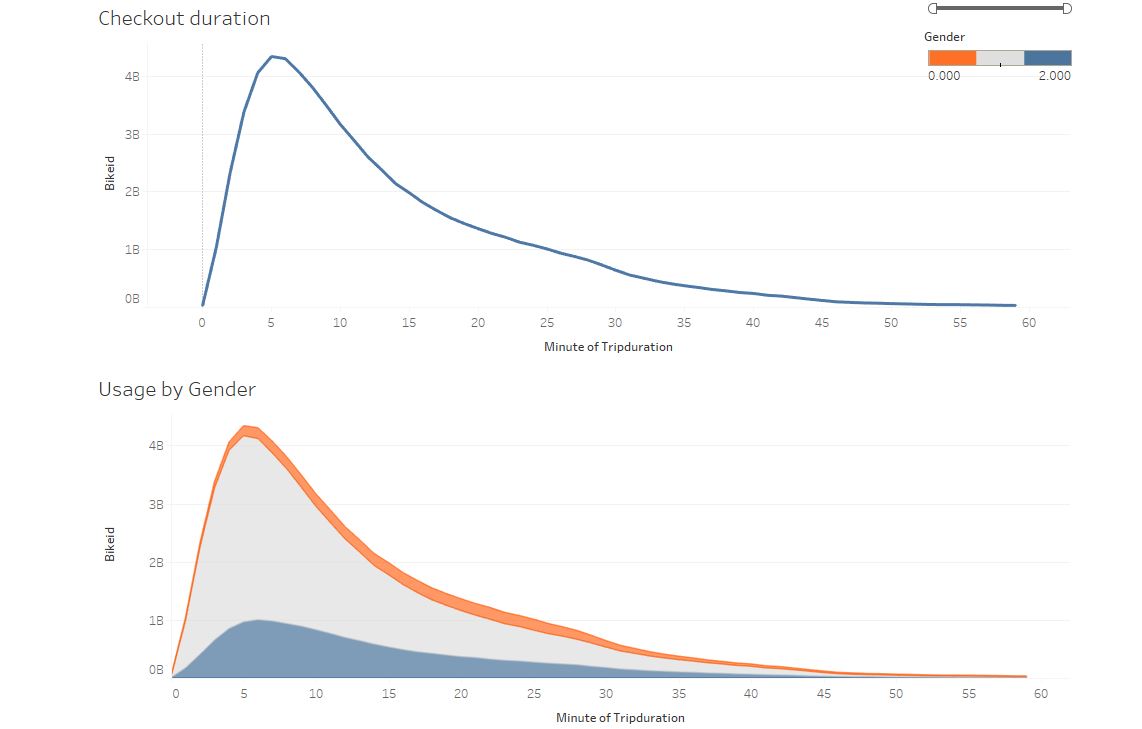 Checkout duration
Gender
0.000 2.000
4B
3B
2B
1B
0B
Bikeid
0 5 10 15 20 25 30 35 40 45 50 55 60
Minute of Tripduration
Usage by Gender
4B
3B
2B
1B
0B
Bikeid
0 5 10 15 20 25 30 35 40 45 50 55 60
Minute of Tripduration